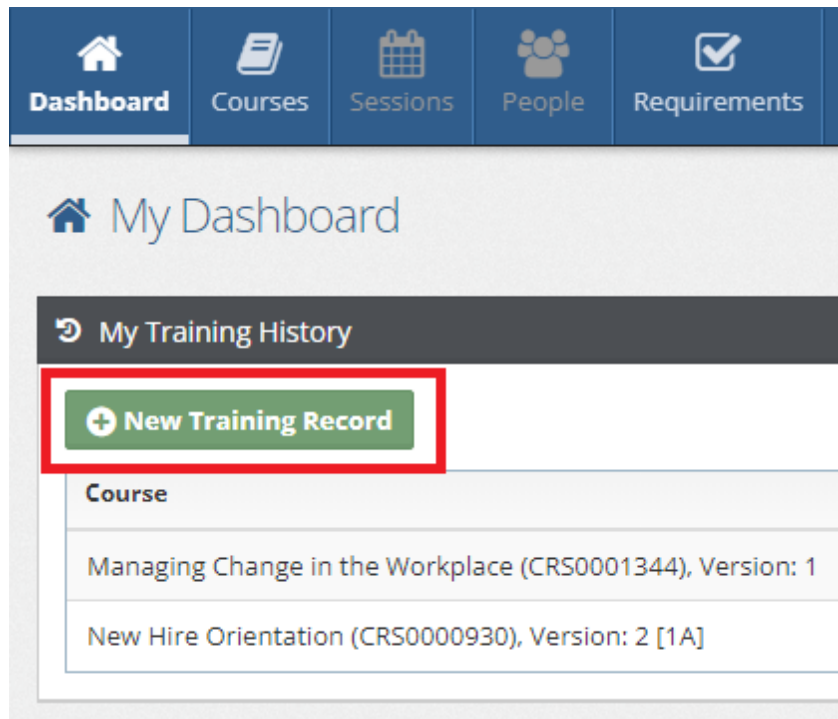 Dashboard Courses Sessions People Requirements
My Dashboard
My Training History
New Training Record
Course
Managing Change in the Workplace (CRS0001344), Version: 1
New Hire Orientation (CRS0000930), Version: 2 [1A]